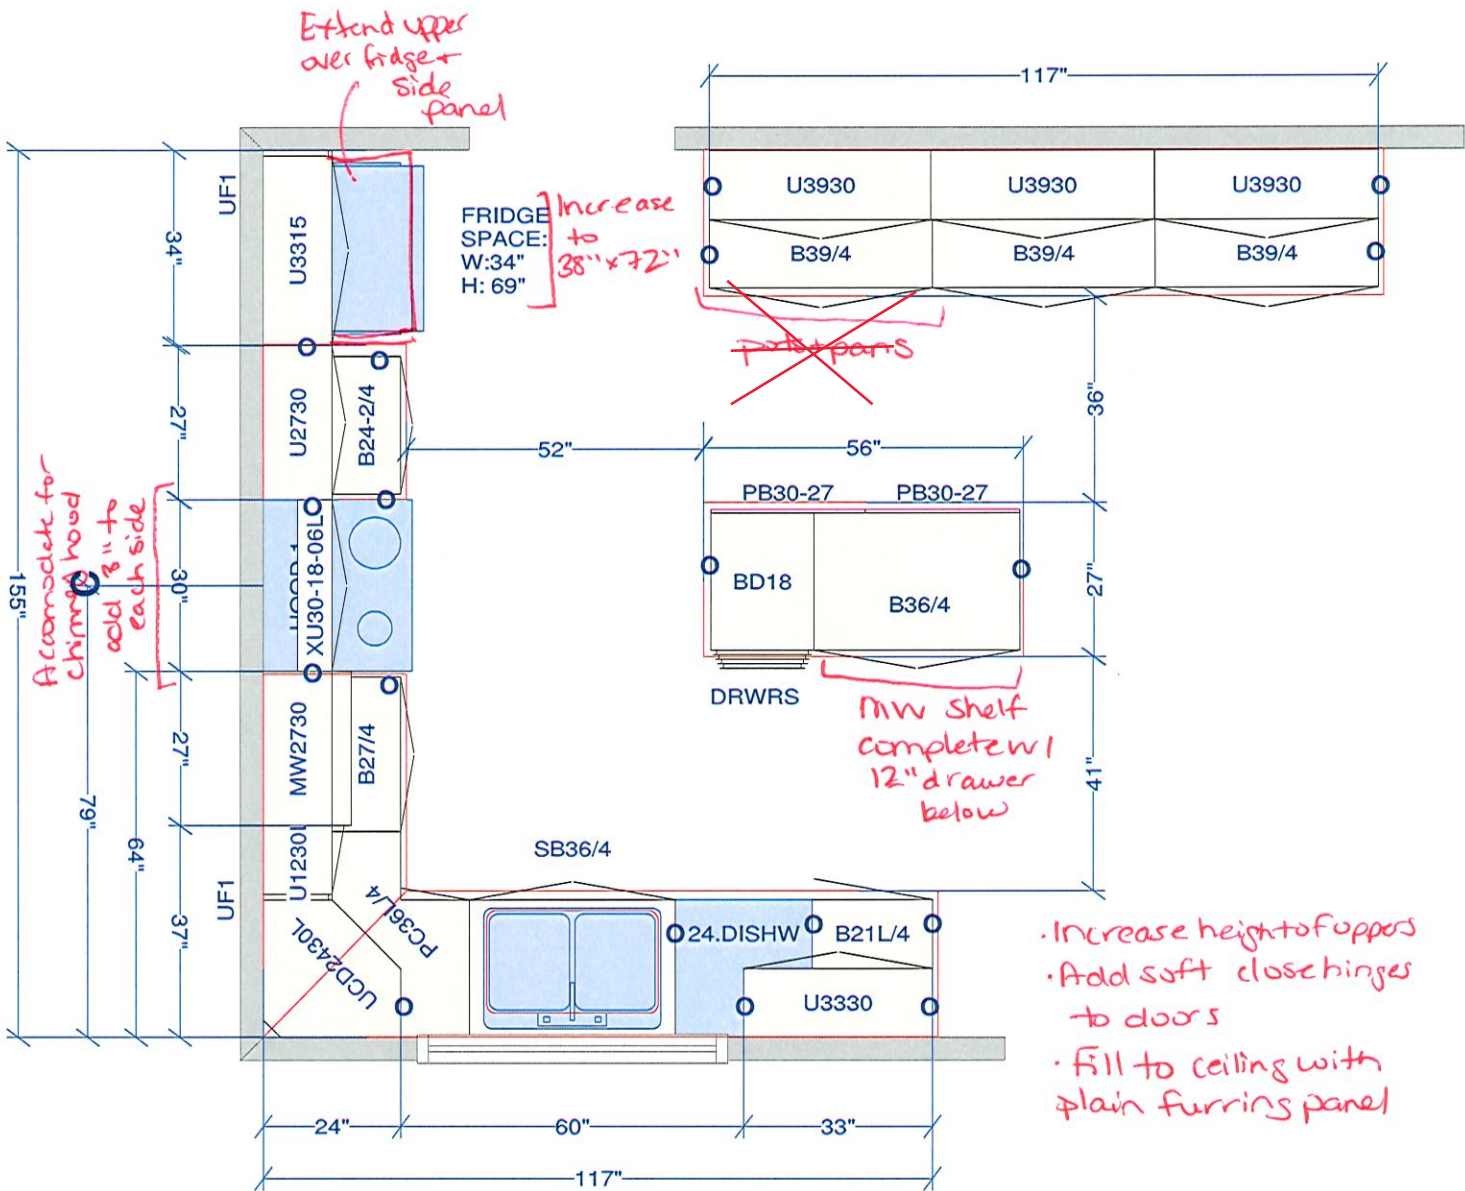 Extend upper
over fridge +
side
panel
117"
UF1
34"
U3315
FRIDGE
SPACE:
W:34"
H: 69"
Increase
to
38"x72"
U3930
U3930
U3930
B39/4
B39/4
B39/4
pots+pans
36"
27"
U2730
B24-2/4
52"
56"
PB30-27
PB30-27
155"
Accomodate for
chimney hood
add 3" to
each side
30"
XU30-18-06L
BD18
B36/4
27"
DRWRS
MW shelf
complete w/
12" drawer
below
41"
79"
64"
27"
MW2730
B27/4
SB36/4
UF1
37"
PC36L/4
UCD2430L
24.DISHW
B21L/4
U3330
· Increase height of uppers
· Add soft close hinges
to doors
· Fill to ceiling with
plain furring panel
24"
60"
33"
117"